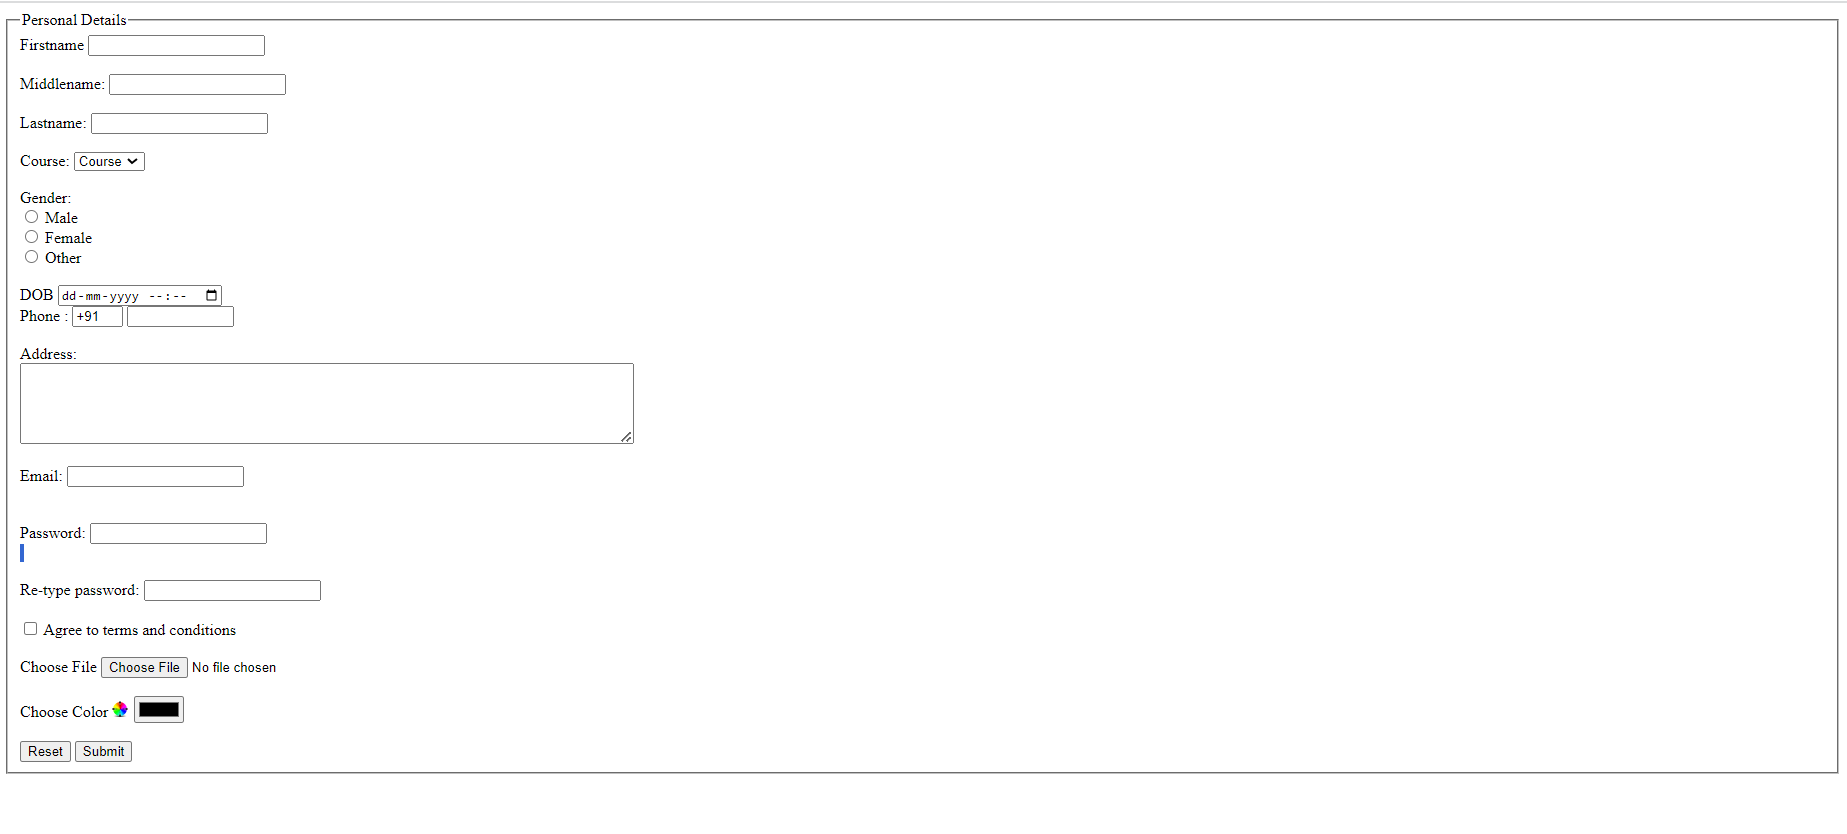 Personal Details
Firstname
Middlename:
Lastname:
Course: Course
Gender:
Male
Female
Other
DOB dd-mm-yyyy --:--
Phone : +91
Address:
Email:
Password:
Re-type password:
Agree to terms and conditions
Choose File Choose File No file chosen
Choose Color
Reset Submit